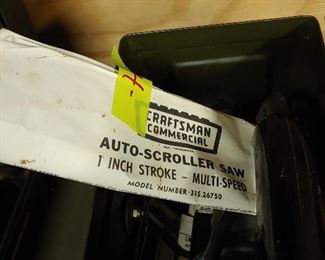 CRAFTSMAN
COMMERCIAL
AUTO-SCROLLER SAW
1 INCH STROKE - MULTI-SPEED
MODEL NUMBER-315.26750